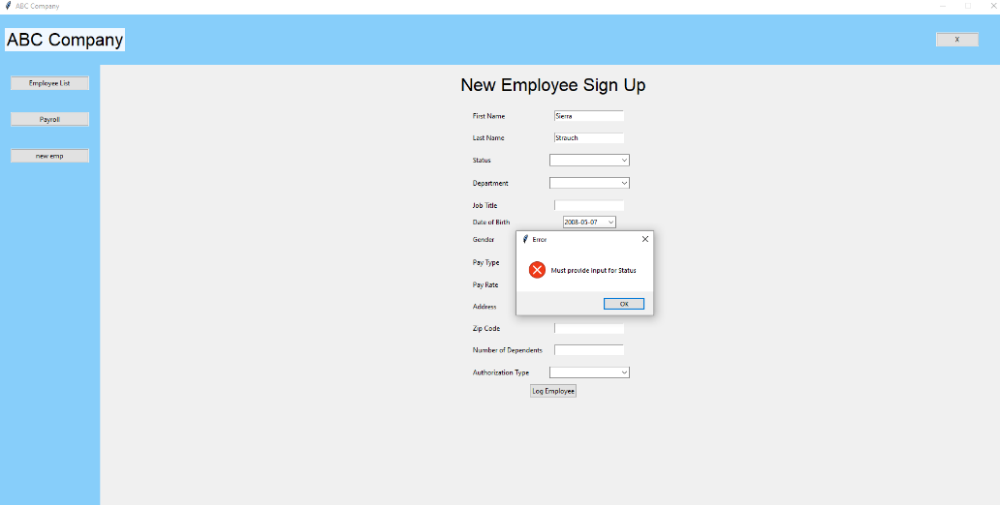 ABC Company
ABC Company
X
Employee List
Payroll
new emp
New Employee Sign Up
First Name Sierra
Last Name Strauch
Status
Department
Job Title
Date of Birth 2008-05-07
Gender
Error
Pay Type
Must provide input for Status
Pay Rate
OK
Address
Zip Code
Number of Dependents
Authorization Type
Log Employee